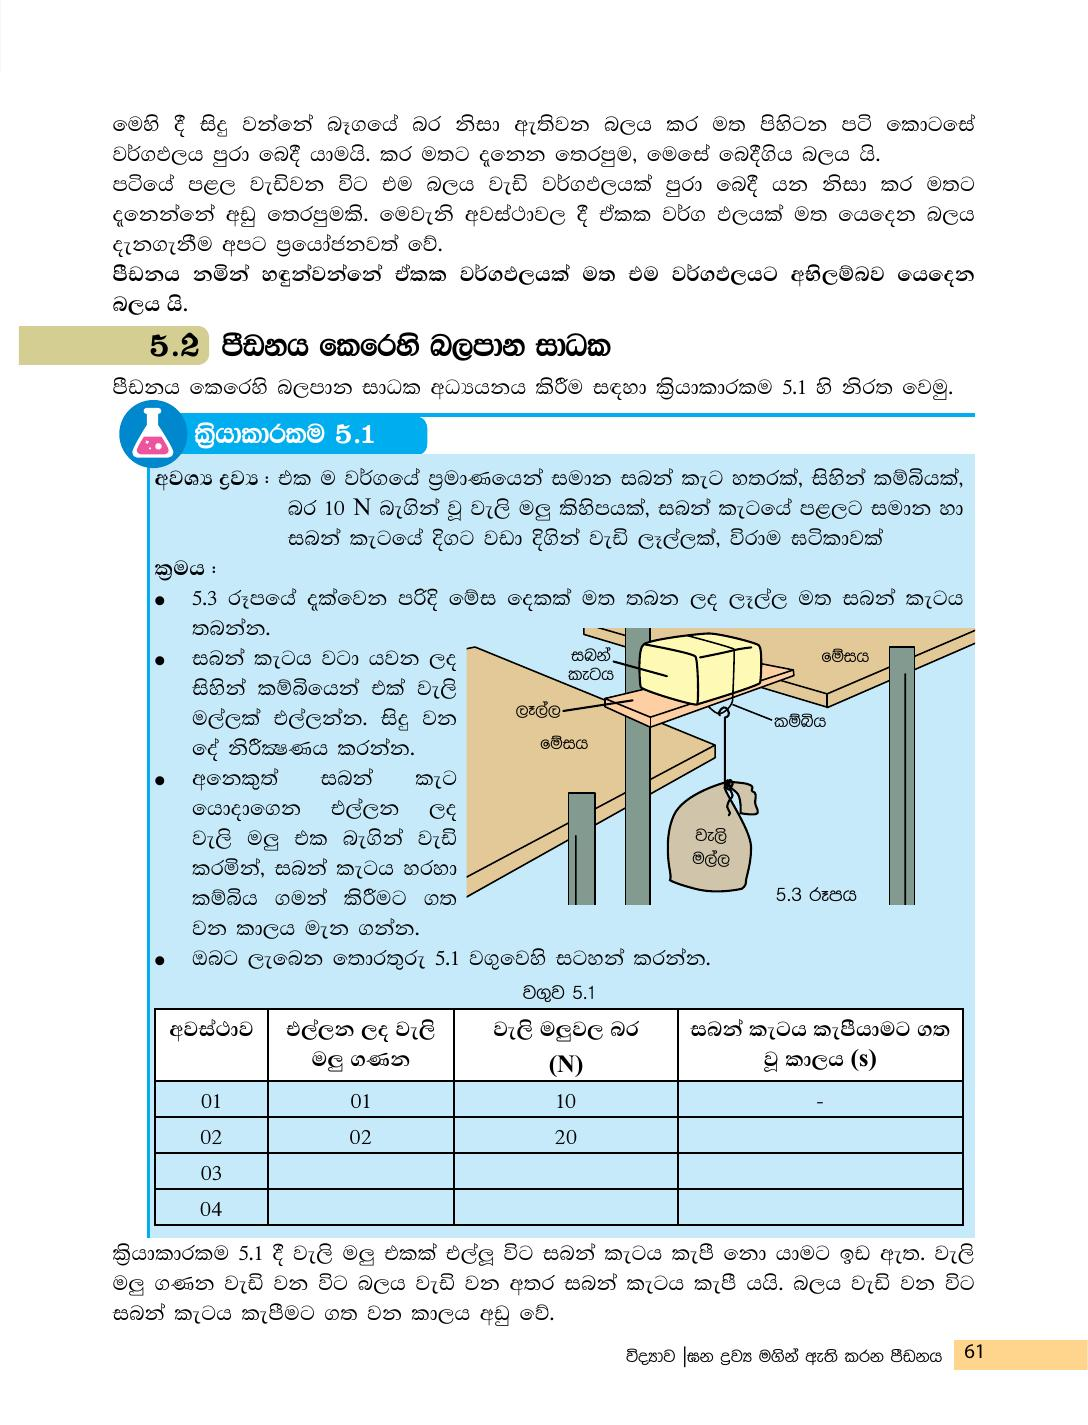 මෙහි දී සිදු වන්නේ බෑගයේ බර නිසා ඇතිවන බලය කර මත පිහිටන පටි කොටසේ
වර්ගඵලය පුරා බෙදී යාමයි. කර මතට දැනෙන තෙරපුම, මෙසේ බෙදීගිය බලය යි.
පටියේ පළල වැඩිවන විට එම බලය වැඩි වර්ගඵලයක් පුරා බෙදී යන නිසා කර මතට
දැනෙන්නේ අඩු තෙරපුමකි. මෙවැනි අවස්ථාවල දී ඒකක වර්ග ඵලයක් මත යෙදෙන බලය
දැනගැනීම අපට ප්‍රයෝජනවත් වේ.
පීඩනය නමින් හඳුන්වන්නේ ඒකක වර්ගඵලයක් මත එම වර්ගඵලයට අභිලම්බව යෙදෙන
බලය යි.
5.2 පීඩනය කෙරෙහි බලපාන සාධක
පීඩනය කෙරෙහි බලපාන සාධක අධ්‍යයනය කිරීම සඳහා ක්‍රියාකාරකම 5.1 හි නිරත වෙමු.
ක්‍රියාකාරකම 5.1
අවශ්‍ය ද්‍රව්‍ය : එක ම වර්ගයේ ප්‍රමාණයෙන් සමාන සබන් කැට හතරක්, සිහින් කම්බියක්,
බර 10 N බැගින් වූ වැලි මලු කිහිපයක්, සබන් කැටයේ පළලට සමාන හා
සබන් කැටයේ දිගට වඩා දිගින් වැඩි ලෑල්ලක්, විරාම ඝටිකාවක්
ක්‍රමය :
• 5.3 රූපයේ දැක්වෙන පරිදි මේස දෙකක් මත තබන ලද ලෑල්ල මත සබන් කැටය
තබන්න.
• සබන් කැටය වටා යවන ලද
සිහින් කම්බියෙන් එක් වැලි
මල්ලක් එල්ලන්න. සිදු වන
දේ නිරීක්ෂණය කරන්න.
• අනෙකුත් සබන් කැට
යොදාගෙන එල්ලන ලද
වැලි මලු එක බැගින් වැඩි
කරමින්, සබන් කැටය හරහා
කම්බිය ගමන් කිරීමට ගත
වන කාලය මැන ගන්න.
සබන්
කැටය
මේසය
ලෑල්ල
කම්බිය
මේසය
වැලි
මල්ල
5.3 රූපය
• ඔබට ලැබෙන තොරතුරු 5.1 වගුවෙහි සටහන් කරන්න.
වගුව 5.1
අවස්ථාව එල්ලන ලද වැලි මලු ගණන වැලි මලුවල බර (N) සබන් කැටය කැපීයාමට ගත වූ කාලය (s)
01 01 10 -
02 02 20
03
04
ක්‍රියාකාරකම 5.1 දී වැලි මලු එකක් එල්ලූ විට සබන් කැටය කැපී නො යාමට ඉඩ ඇත. වැලි
මලු ගණන වැඩි වන විට බලය වැඩි වන අතර සබන් කැටය කැපී යයි. බලය වැඩි වන විට
සබන් කැටය කැපීමට ගත වන කාලය අඩු වේ.
විද්‍යාව |ඝන ද්‍රව්‍ය මගින් ඇති කරන පීඩනය 61